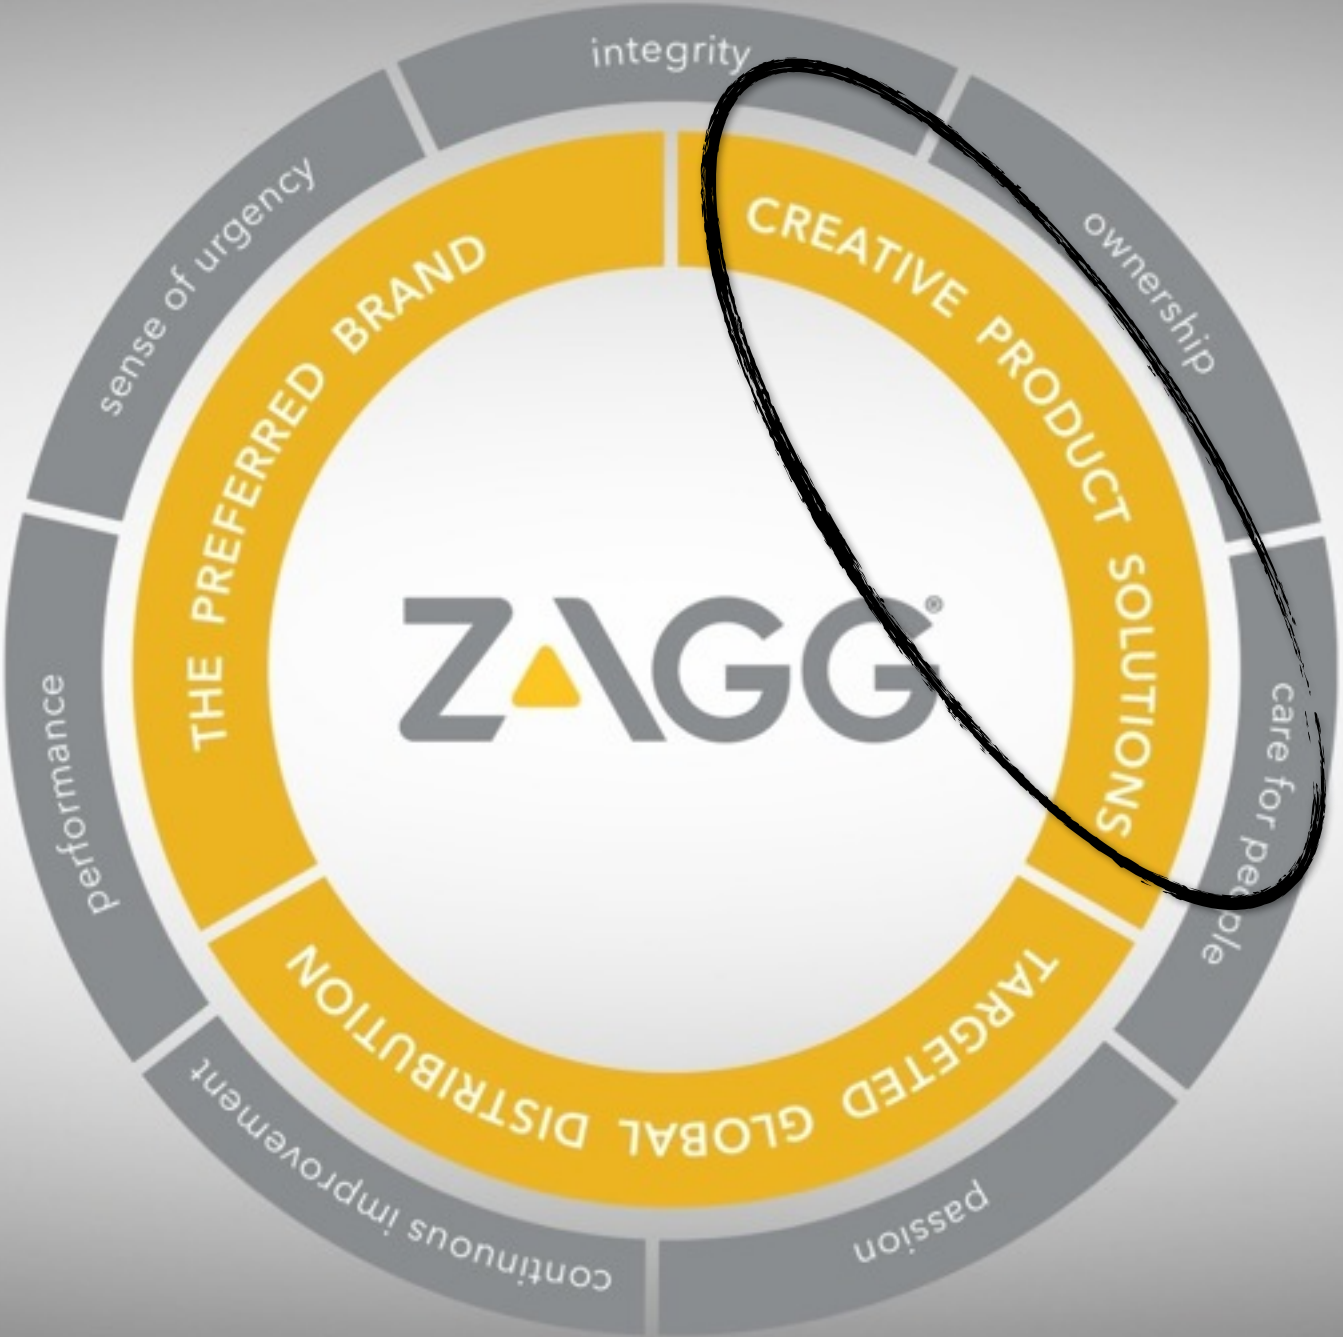 integrity
ownership
care for people
passion
continuous improvement
performance
sense of urgency
CREATIVE PRODUCT SOLUTIONS
TARGETED GLOBAL DISTRIBUTION
THE PREFERRED BRAND
ZAGG®